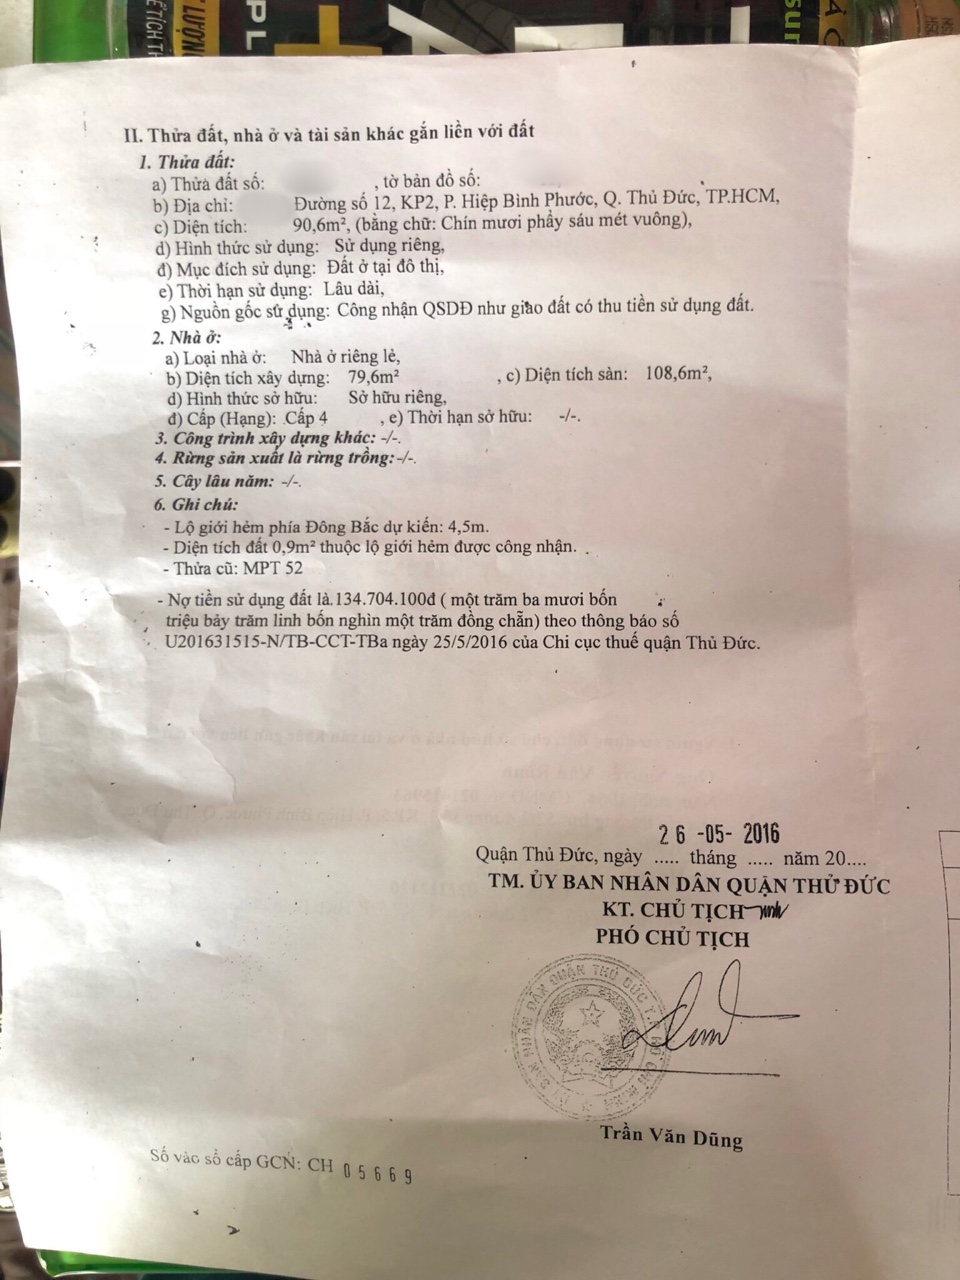 LƯỢNG
PL
sur
II. Thửa đất, nhà ở và tài sản khác gắn liền với đất
1. Thửa đất:
a) Thửa đất số: , tờ bản đồ số:
b) Địa chỉ: Đường số 12, KP2, P. Hiệp Bình Phước, Q. Thủ Đức, TP.HCM,
c) Diện tích: 90,6m², (bằng chữ: Chín mươi phẩy sáu mét vuông),
d) Hình thức sử dụng: Sử dụng riêng,
đ) Mục đích sử dụng: Đất ở tại đô thị,
e) Thời hạn sử dụng: Lâu dài,
g) Nguồn gốc sử dụng: Công nhận QSDĐ như giao đất có thu tiền sử dụng đất.
2. Nhà ở:
a) Loại nhà ở: Nhà ở riêng lẻ,
b) Diện tích xây dựng: 79,6m² , c) Diện tích sàn: 108,6m²,
d) Hình thức sở hữu: Sở hữu riêng,
đ) Cấp (Hạng): Cấp 4 , e) Thời hạn sở hữu: -/-.
3. Công trình xây dựng khác: -/-.
4. Rừng sản xuất là rừng trồng: -/-.
5. Cây lâu năm: -/-.
6. Ghi chú:
- Lộ giới hẻm phía Đông Bắc dự kiến: 4,5m.
- Diện tích đất 0,9m² thuộc lộ giới hẻm được công nhận.
- Thửa cũ: MPT 52
- Nợ tiền sử dụng đất là 134.704.100đ ( một trăm ba mươi bốn
triệu bảy trăm linh bốn nghìn một trăm đồng chẵn) theo thông báo số
U201631515-N/TB-CCT-TBa ngày 25/5/2016 của Chi cục thuế quận Thủ Đức.
26 -05- 2016
Quận Thủ Đức, ngày ..... tháng ..... năm 20....
TM. ỦY BAN NHÂN DÂN QUẬN THỦ ĐỨC
KT. CHỦ TỊCH
PHÓ CHỦ TỊCH
Trần Văn Dũng
Số vào sổ cấp GCN: CH 05669